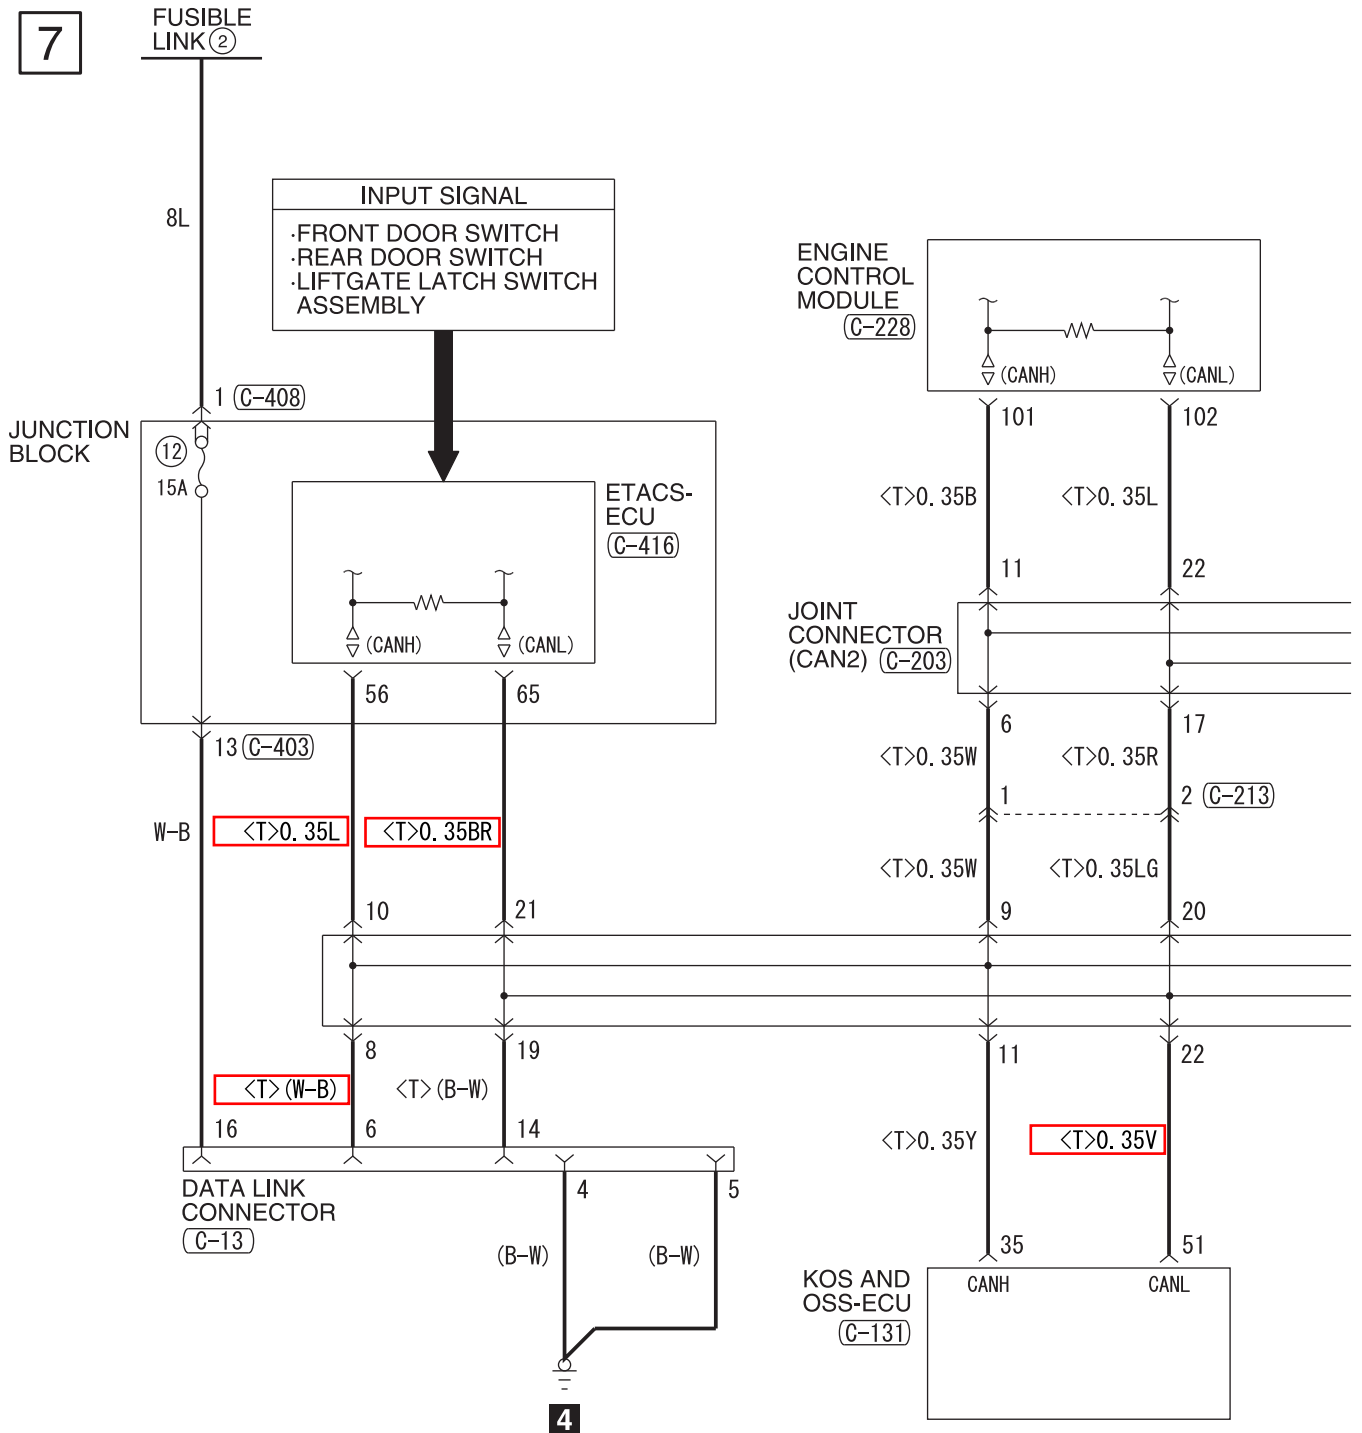 7
FUSIBLE
LINK ②
8L
INPUT SIGNAL
·FRONT DOOR SWITCH
·REAR DOOR SWITCH
·LIFTGATE LATCH SWITCH
ASSEMBLY
ENGINE
CONTROL
MODULE
C-228
(CANH)
(CANL)
101
102
<T>0.35B
<T>0.35L
11
22
JOINT
CONNECTOR
(CAN2) C-203
6
17
<T>0.35W
<T>0.35R
1
2 C-213
<T>0.35W
<T>0.35LG
9
20
1 C-408
JUNCTION
BLOCK
⑫
15A
ETACS-
ECU
C-416
(CANH)
(CANL)
56
65
13 C-403
W-B
<T>0.35L
<T>0.35BR
10
21
8
19
<T>(W-B)
<T>(B-W)
16
6
14
DATA LINK
CONNECTOR
C-13
4
5
(B-W)
(B-W)
4
11
22
<T>0.35Y
<T>0.35V
35
51
KOS AND
OSS-ECU
C-131
CANH
CANL